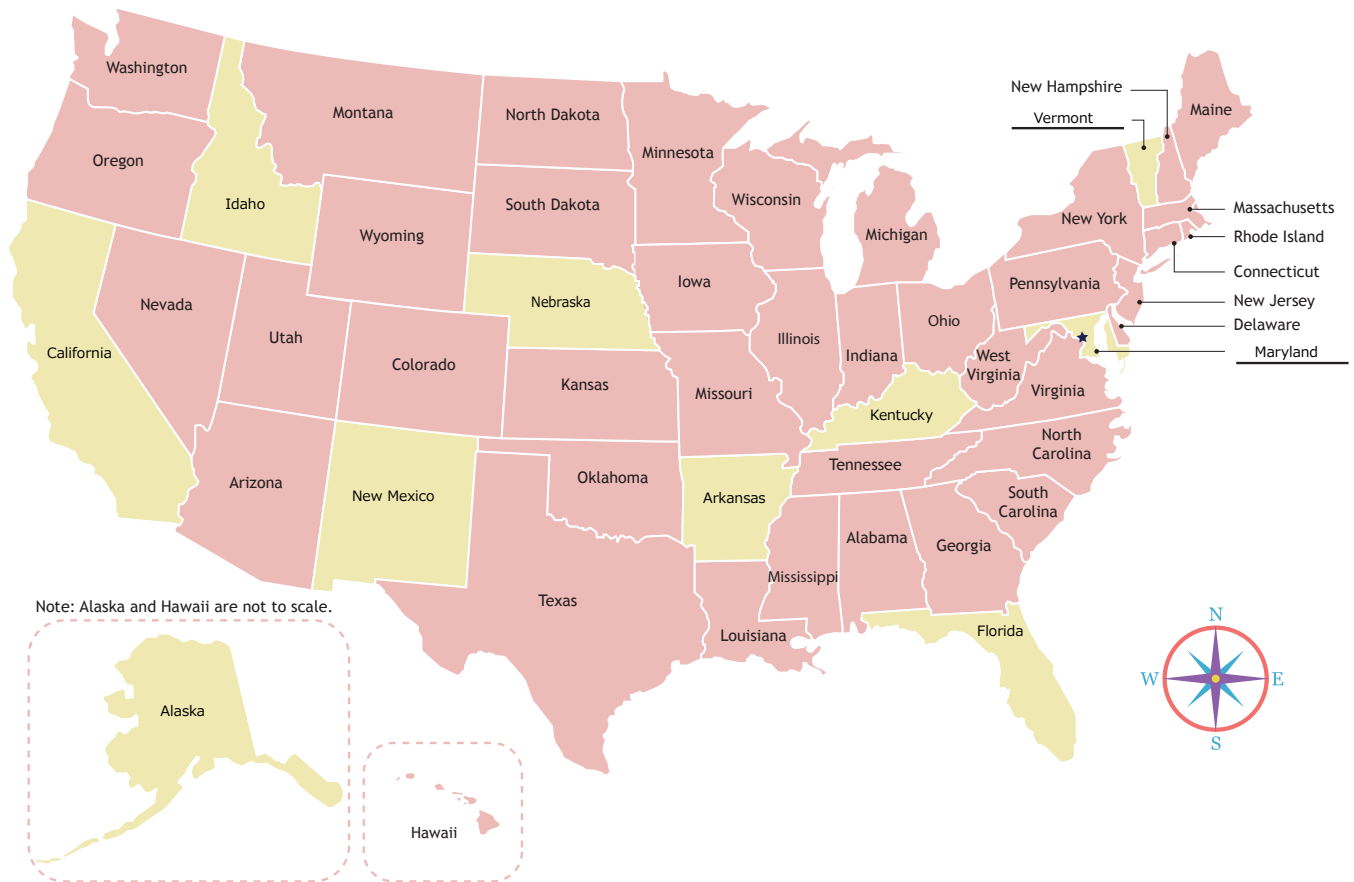 Washington
Montana
North Dakota
Minnesota
New Hampshire
Vermont
Maine
Oregon
Idaho
Wyoming
South Dakota
Wisconsin
Michigan
New York
Massachusetts
Rhode Island
Connecticut
New Jersey
Delaware
Maryland
Nevada
Utah
Nebraska
Iowa
Illinois
Indiana
Ohio
Pennsylvania
California
Colorado
Kansas
Missouri
Kentucky
West
Virginia
Virginia
Arizona
New Mexico
Oklahoma
Arkansas
Tennessee
North
Carolina
South
Carolina
Texas
Louisiana
Mississippi
Alabama
Georgia
Florida
Note: Alaska and Hawaii are not to scale.
Alaska
Hawaii
N
W
E
S